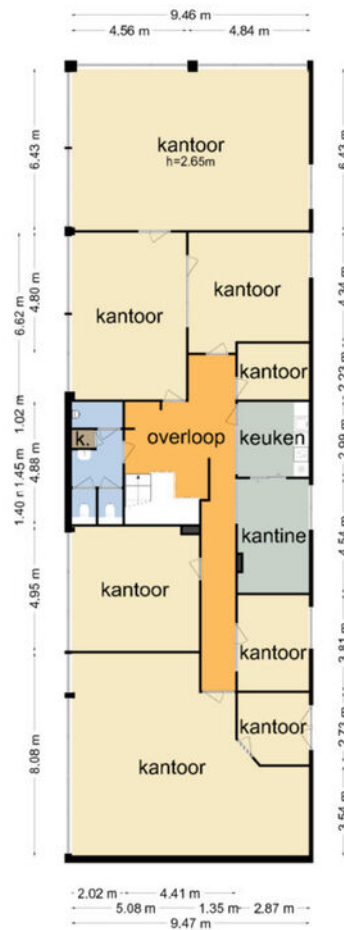 9.46 m
4.56 m
4.84 m
6.43 m
6.43 m
kantoor
h=2.65m
4.80 m
6.62 m
kantoor
kantoor
4.34 m
kantoor
2.23 m
1.02 m
k.
overloop
keuken
2.99 m
4.88 m
1.45 m
1.40 m
kantine
4.54 m
4.95 m
kantoor
kantoor
3.81 m
kantoor
2.73 m
8.08 m
kantoor
3.54 m
2.02 m
4.41 m
5.08 m
1.35 m
2.87 m
9.47 m